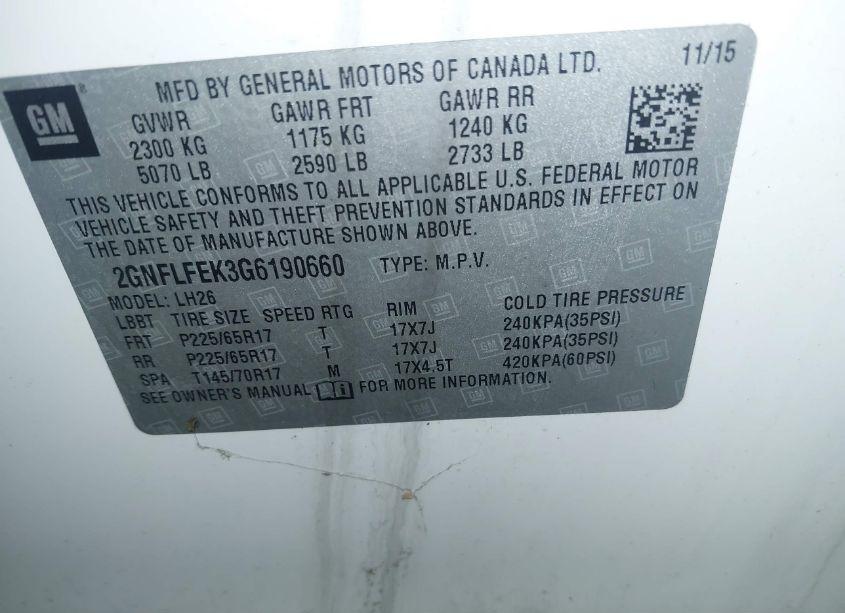 MFD BY GENERAL MOTORS OF CANADA LTD. 11/15
GM ®
GVWR GAWR FRT GAWR RR
2300 KG 1175 KG 1240 KG
5070 LB 2590 LB 2733 LB
THIS VEHICLE CONFORMS TO ALL APPLICABLE U.S. FEDERAL MOTOR
VEHICLE SAFETY AND THEFT PREVENTION STANDARDS IN EFFECT ON
THE DATE OF MANUFACTURE SHOWN ABOVE.
2GNFLFEK3G6190660 TYPE: M.P.V.
MODEL: LH26
LBBT TIRE SIZE SPEED RTG RIM COLD TIRE PRESSURE
FRT P225/65R17 T 17X7J 240KPA(35PSI)
RR P225/65R17 T 17X7J 240KPA(35PSI)
SPA T145/70R17 M 17X4.5T 420KPA(60PSI)
SEE OWNER'S MANUAL FOR MORE INFORMATION.